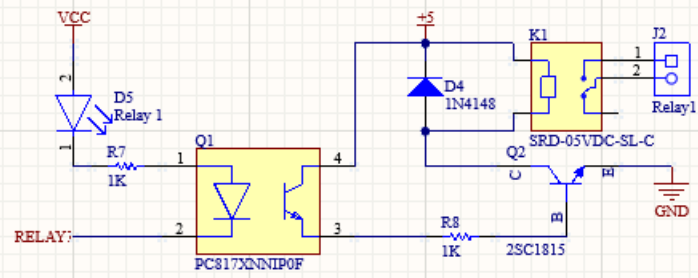 VCC
+5
K1
J2
2
1
D5
Relay 1
D4
1N4148
1
2
Relay1
SRD-05VDC-SL-C
1
R7
1K
Q1
1
4
Q2
C
E
B
GND
RELAY
2
3
R8
1K
2SC1815
PC817XNNIP0F